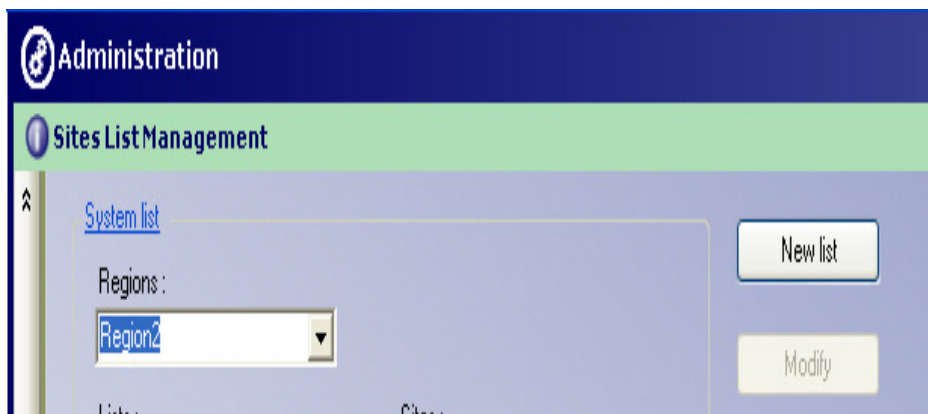 Administration
Sites List Management
System list
New list
Regions :
Region2
Modify